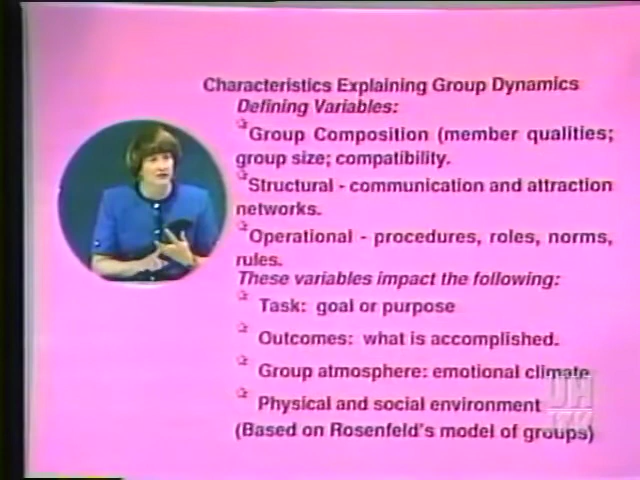 Characteristics Explaining Group Dynamics
Defining Variables:
Group Composition (member qualities;
group size; compatibility.
Structural - communication and attraction
networks.
Operational - procedures, roles, norms,
rules.
These variables impact the following:
Task: goal or purpose
Outcomes: what is accomplished.
Group atmosphere: emotional climate
Physical and social environment
(Based on Rosenfeld's model of groups)